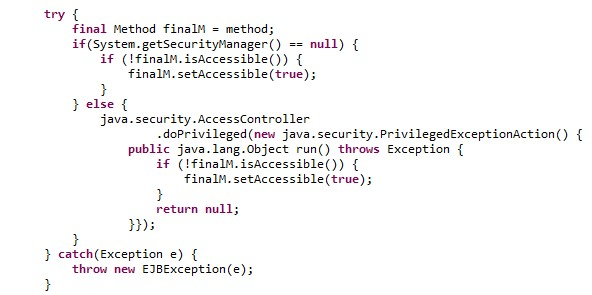 try {
    final Method finalM = method;
    if(System.getSecurityManager() == null) {
        if (!finalM.isAccessible()) {
            finalM.setAccessible(true);
        }
    } else {
        java.security.AccessController
                .doPrivileged(new java.security.PrivilegedExceptionAction() {
            public java.lang.Object run() throws Exception {
                if (!finalM.isAccessible()) {
                    finalM.setAccessible(true);
                }
                return null;
            }});
    }
} catch(Exception e) {
    throw new EJBException(e);
}